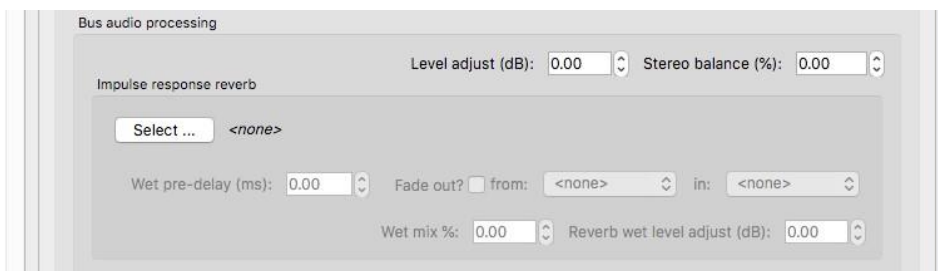 Bus audio processing
Level adjust (dB): 0.00 Stereo balance (%): 0.00
Impulse response reverb
Select ... <none>
Wet pre-delay (ms): 0.00 Fade out? from: <none> in: <none>
Wet mix %: 0.00 Reverb wet level adjust (dB): 0.00